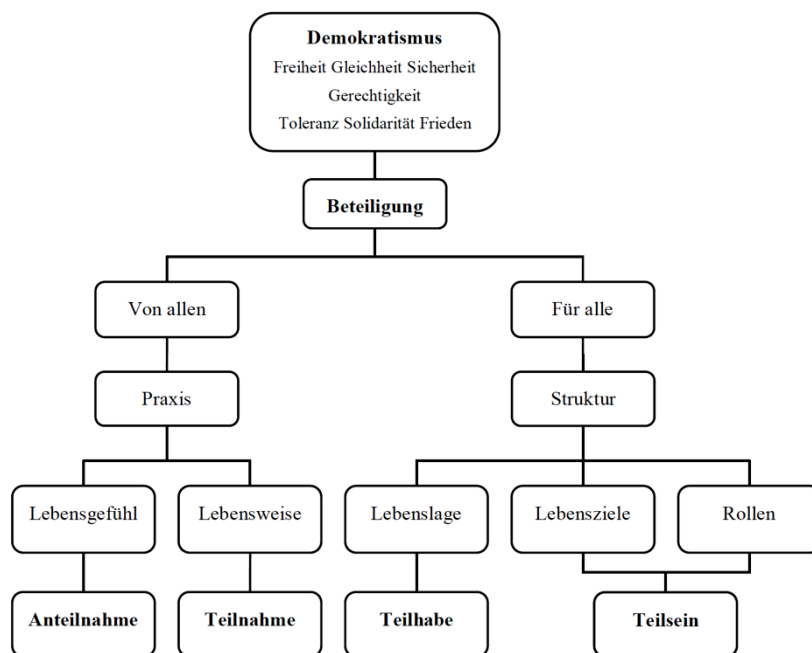 Demokratismus
Freiheit Gleichheit Sicherheit
Gerechtigkeit
Toleranz Solidarität Frieden
Beteiligung
Von allen
Für alle
Praxis
Struktur
Lebensgefühl
Lebensweise
Lebenslage
Lebensziele
Rollen
Anteilnahme
Teilnahme
Teilhabe
Teilsein